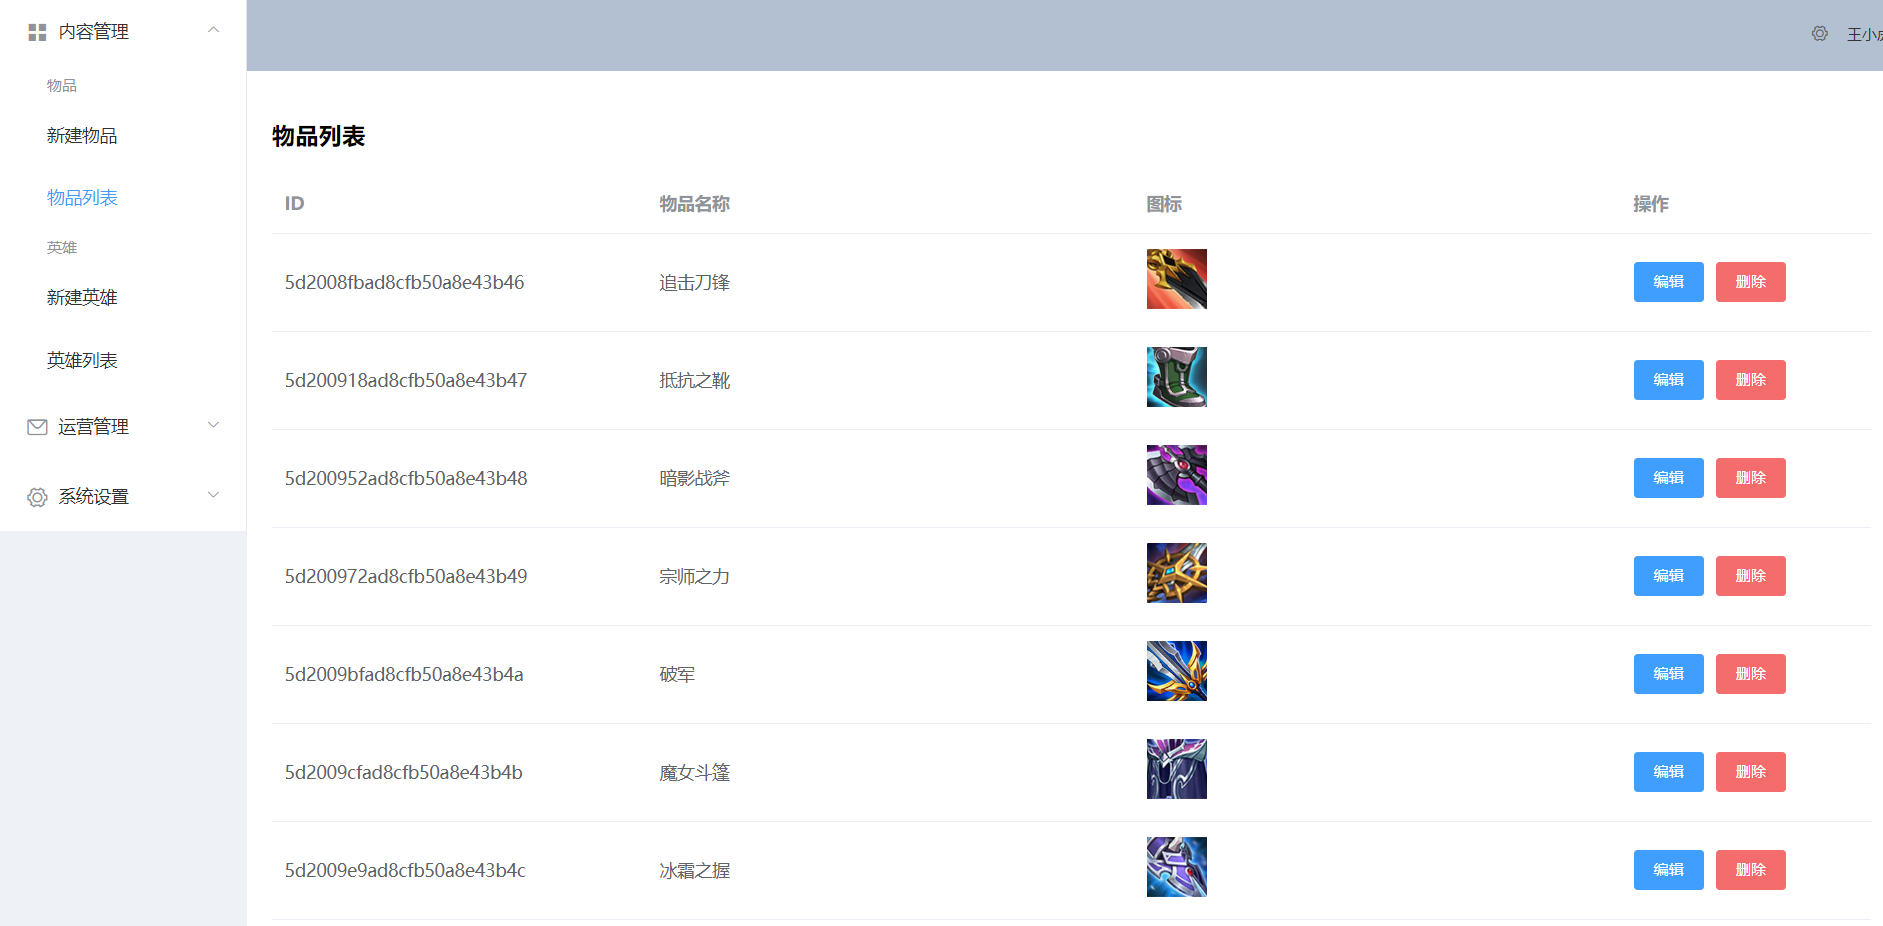 内容管理
物品
新建物品
物品列表
英雄
新建英雄
英雄列表
运营管理
系统设置
王小虎
物品列表
ID 物品名称 图标 操作
5d2008fbad8cfb50a8e43b46 追击刀锋 编辑 删除
5d200918ad8cfb50a8e43b47 抵抗之靴 编辑 删除
5d200952ad8cfb50a8e43b48 暗影战斧 编辑 删除
5d200972ad8cfb50a8e43b49 宗师之力 编辑 删除
5d2009bfad8cfb50a8e43b4a 破军 编辑 删除
5d2009cfad8cfb50a8e43b4b 魔女斗篷 编辑 删除
5d2009e9ad8cfb50a8e43b4c 冰霜之握 编辑 删除